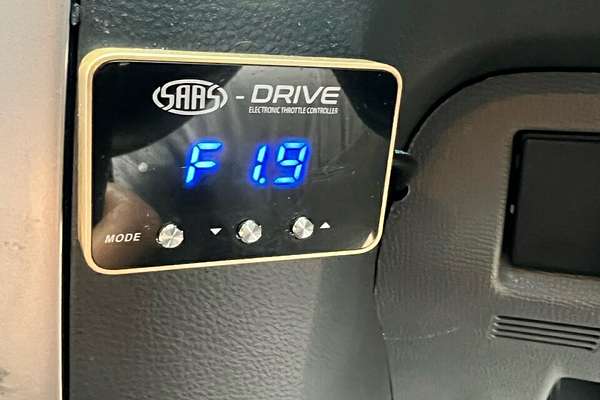 SAAS - DRIVE
ELECTRONIC THROTTLE CONTROLLER
F 1.9
MODE